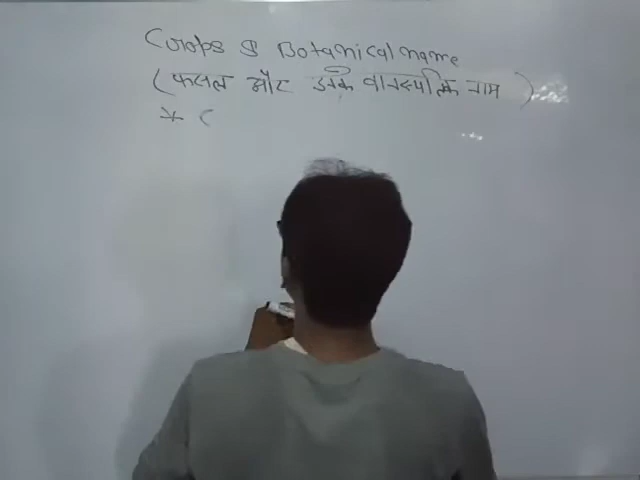 Crops & Botanical name
(फसल और उनके वानस्पतिक नाम )
* (